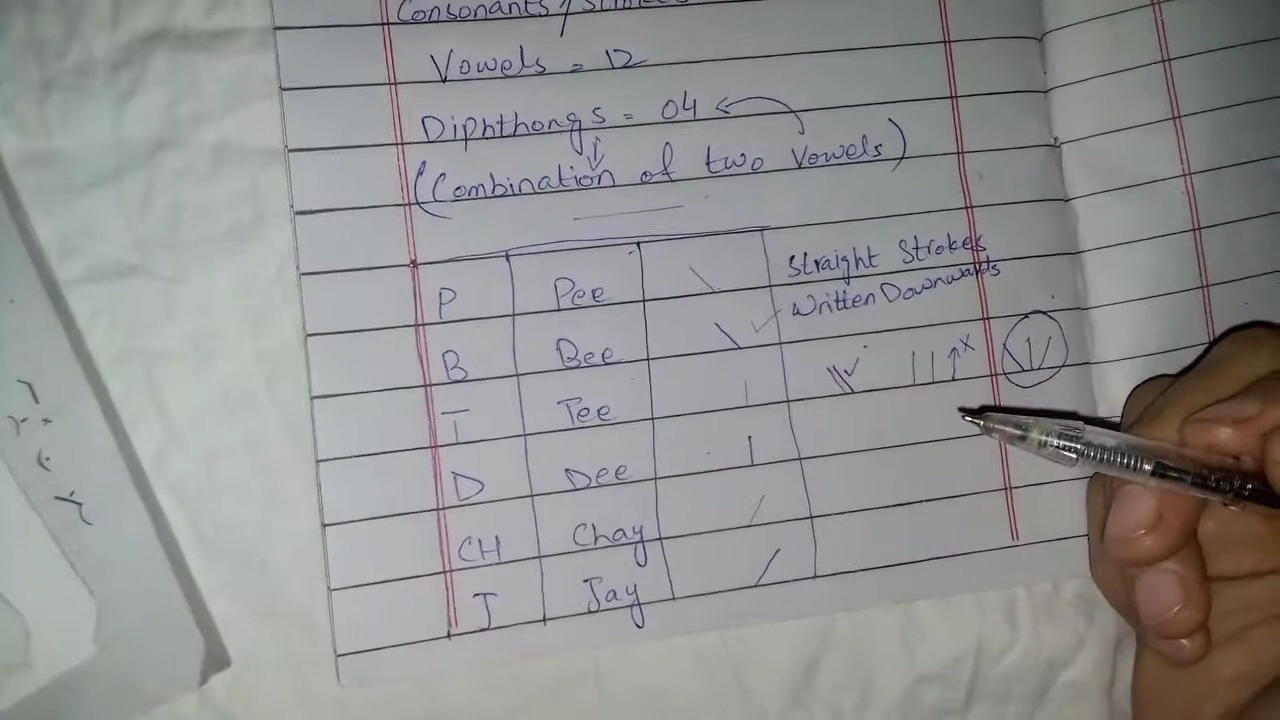 Consonants /
Vowels = 12
Diphthongs = 04
(Combination of two Vowels)
P Pee Straight Strokes
Written Downwards
B Bee
T Tee
D Dee
CH Chay
J Jay